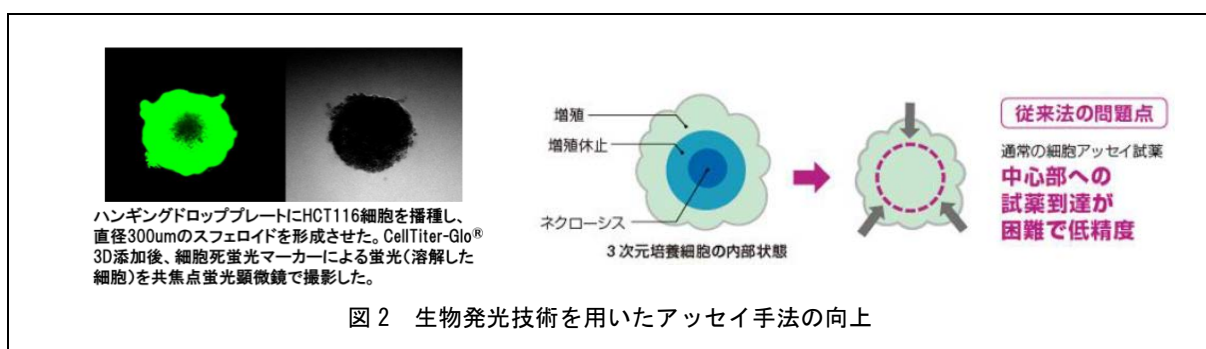 ハンギングドロッププレートにHCT116細胞を播種し、
直径300umのスフェロイドを形成させた。CellTiter-Glo®
3D添加後、細胞死蛍光マーカーによる蛍光(溶解した
細胞)を共焦点蛍光顕微鏡で撮影した。
増殖
増殖休止
ネクローシス
3次元培養細胞の内部状態
従来法の問題点
通常の細胞アッセイ試薬
中心部への
試薬到達が
困難で低精度
図2 生物発光技術を用いたアッセイ手法の向上